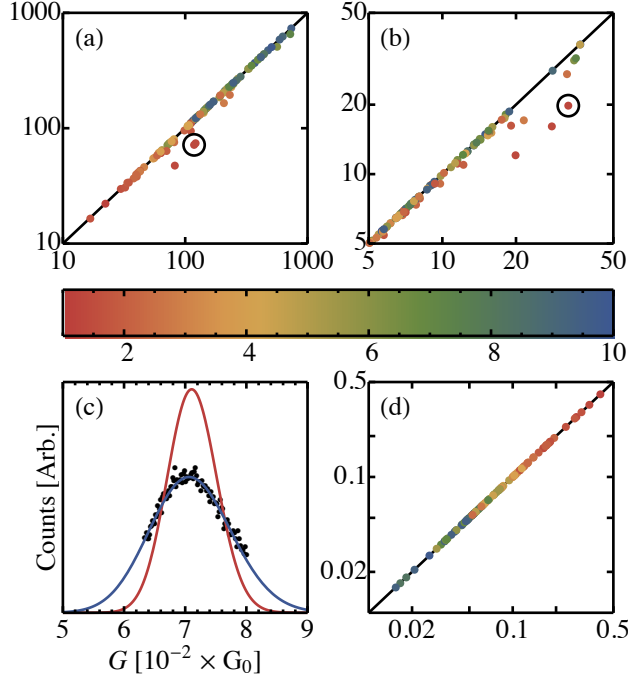 1000
(a)
100
10
10 100 1000
50
(b)
20
10
5
5 10 20 50
2 4 6 8 10
(c)
Counts [Arb.]
5 6 7 8 9
G [10⁻² × G₀]
0.5
(d)
0.1
0.02
0.02 0.1 0.5